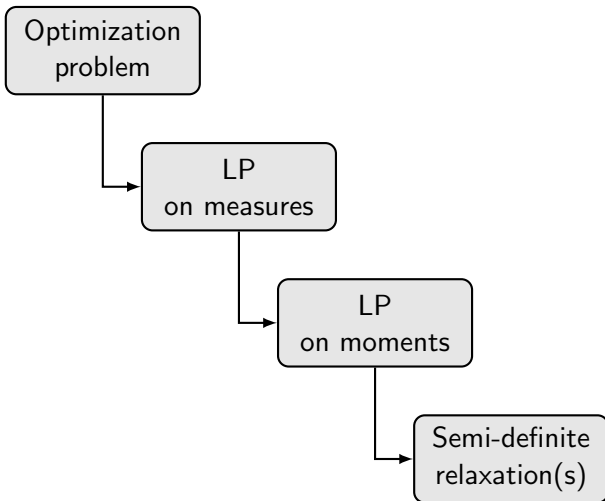 Optimization
problem
LP
on measures
LP
on moments
Semi-definite
relaxation(s)